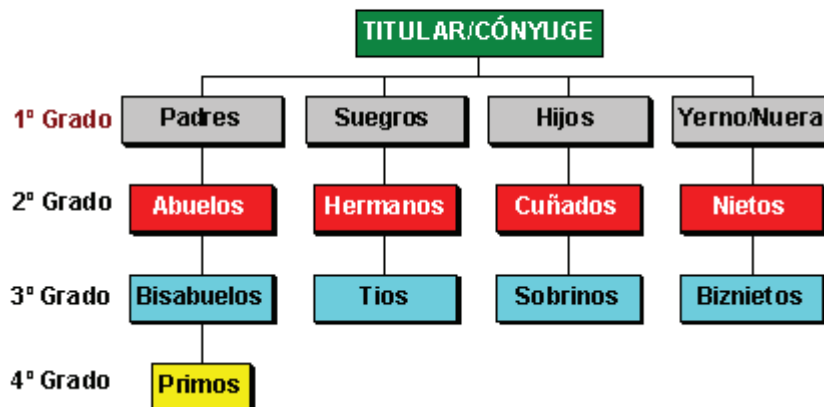 TITULAR/CÓNYUGE
1º Grado Padres Suegros Hijos Yerno/Nuera
2º Grado Abuelos Hermanos Cuñados Nietos
3º Grado Bisabuelos Tios Sobrinos Biznietos
4º Grado Primos